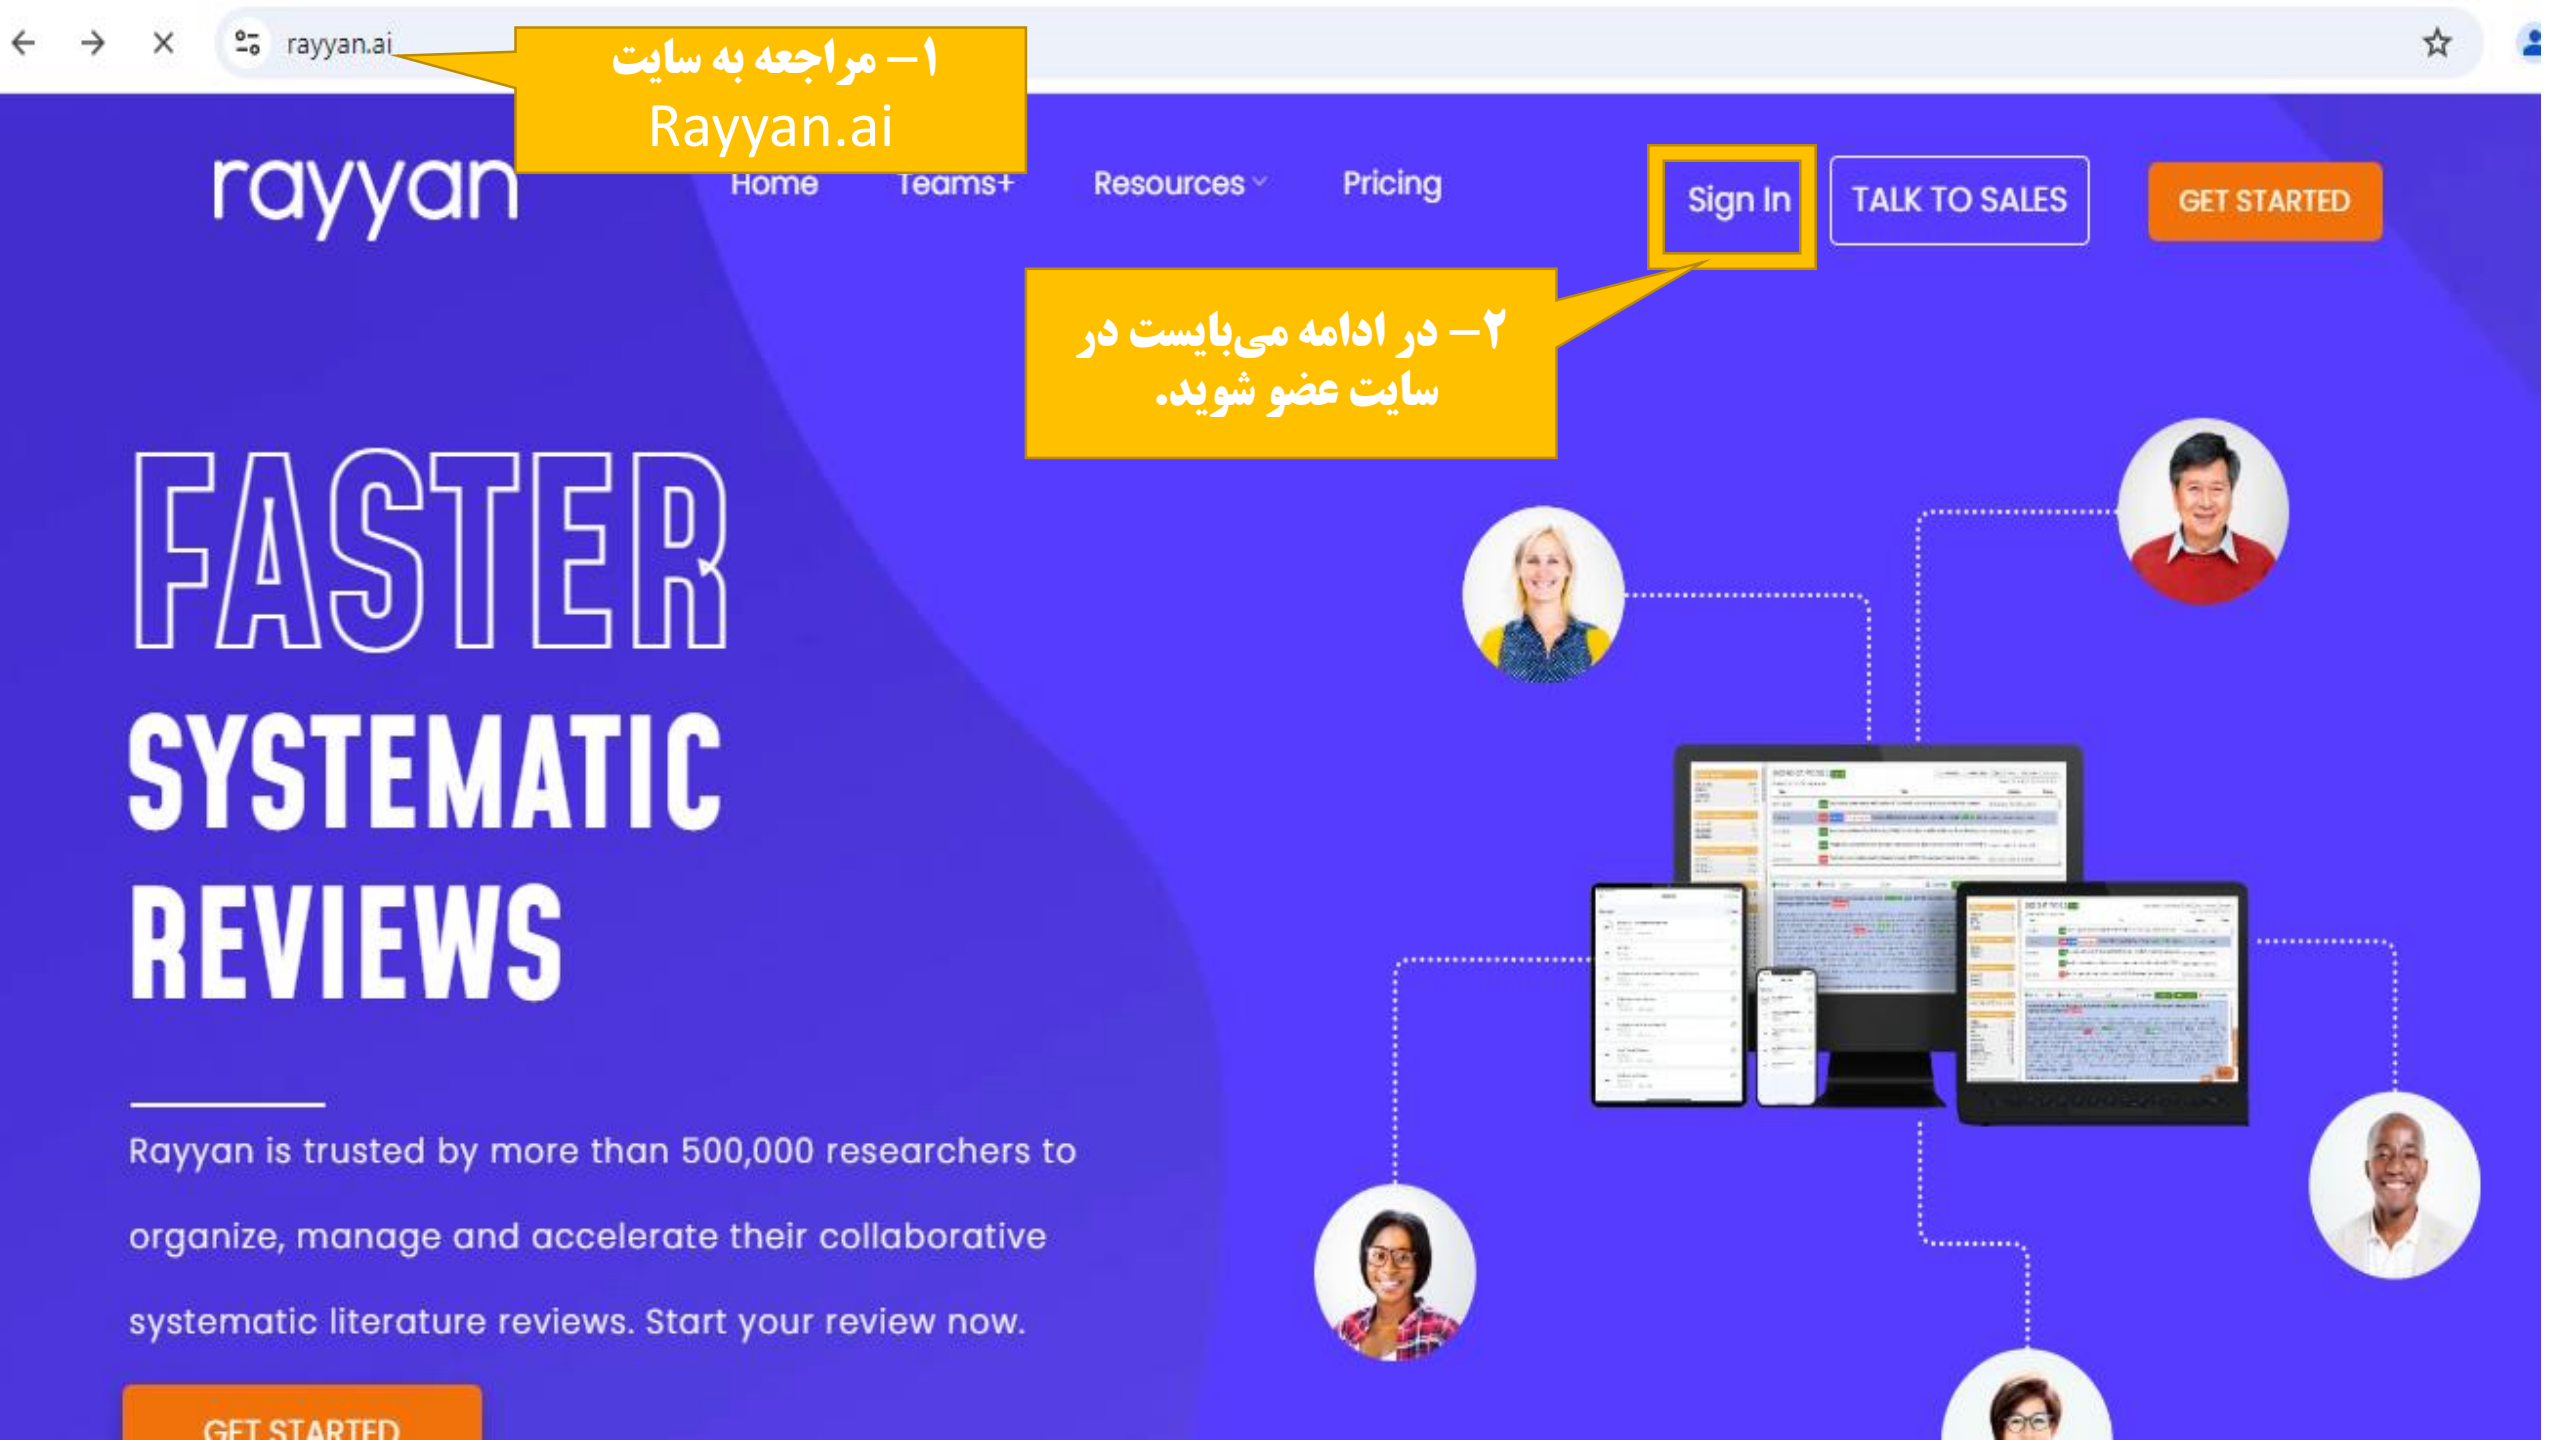 rayyan.ai
۱– مراجعه به سایت
Rayyan.ai
rayyan
Home Teams+ Resources Pricing
Sign In
TALK TO SALES
GET STARTED
۲– در ادامه می‌بایست در
سایت عضو شوید.
FASTER
SYSTEMATIC
REVIEWS
Rayyan is trusted by more than 500,000 researchers to
organize, manage and accelerate their collaborative
systematic literature reviews. Start your review now.
GET STARTED